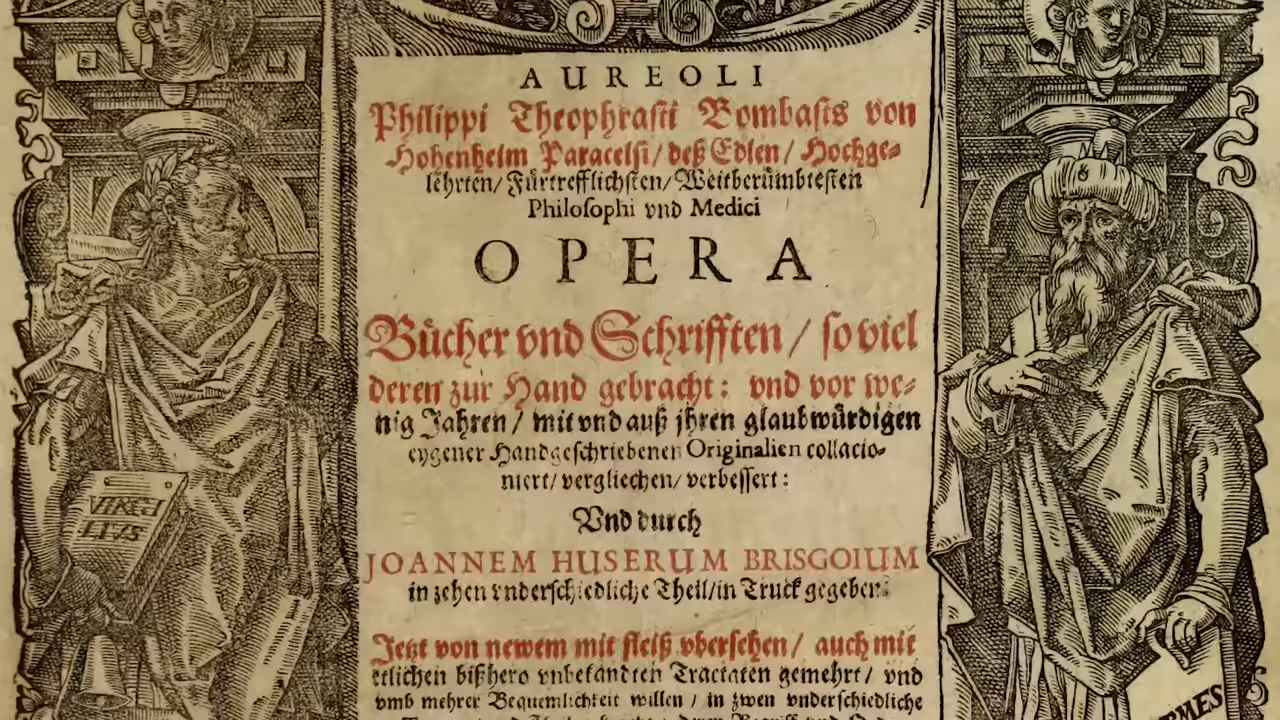 AUREOLI
Philippi Theophrasti Bombasts von
Hohenheim Paracelsi / deß Edlen / Hochge=
lehrten / Fürtrefflichsten / Weitberümbtesten
Philoſophi vnd Medici
OPERA
Bücher vnd Schrifften / ſo viel
deren zur Hand gebracht: vnd vor we=
nig Jahren / mit vnd auß jhren glaubwürdigen
eygener Handgeſchriebenen Originalien collacio=
niert / vergliechen / verbeſſert:
Vnd durch
JOANNEM HUSERUM BRISGOIUM
in zehen vnderſchiedliche Theil / in Truck gegeben:
Jetzt von newem mit fleiß vberſehen / auch mit
etlichen bißhero vnbekandten Tractaten gemehrt / vnd
vmb mehrer Bequemlichkeit willen / in zwen vnderſchiedliche
VIRGI
LIVS